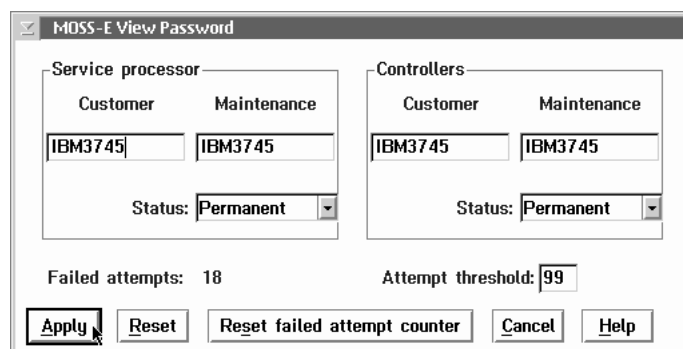 MOSS-E View Password
Service processor
Controllers
Customer Maintenance
Customer Maintenance
IBM3745 IBM3745
IBM3745 IBM3745
Status: Permanent
Status: Permanent
Failed attempts: 18
Attempt threshold: 99
Apply Reset Reset failed attempt counter Cancel Help